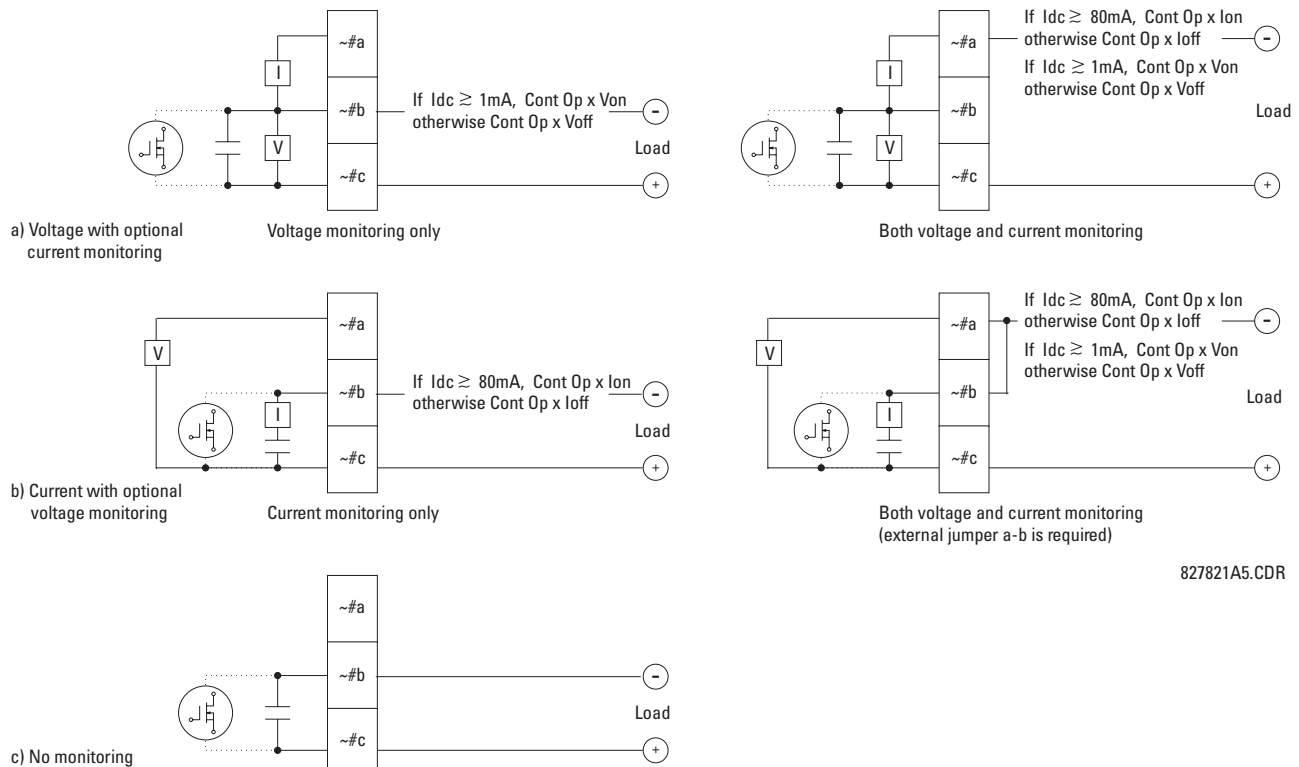 ~#a
I
~#b
If Idc ≳ 1mA, Cont Op x Von
otherwise Cont Op x Voff
-
V
Load
~#c
+
a) Voltage with optional
current monitoring
Voltage monitoring only
~#a
If Idc ≳ 80mA, Cont Op x Ion
otherwise Cont Op x Ioff
-
I
If Idc ≳ 1mA, Cont Op x Von
otherwise Cont Op x Voff
~#b
Load
V
~#c
+
Both voltage and current monitoring
~#a
V
~#b
If Idc ≳ 80mA, Cont Op x Ion
otherwise Cont Op x Ioff
-
I
Load
~#c
+
b) Current with optional
voltage monitoring
Current monitoring only
~#a
If Idc ≳ 80mA, Cont Op x Ion
otherwise Cont Op x Ioff
-
V
If Idc ≳ 1mA, Cont Op x Von
otherwise Cont Op x Voff
~#b
I
Load
~#c
+
Both voltage and current monitoring
(external jumper a-b is required)
827821A5.CDR
~#a
~#b
-
Load
~#c
+
c) No monitoring